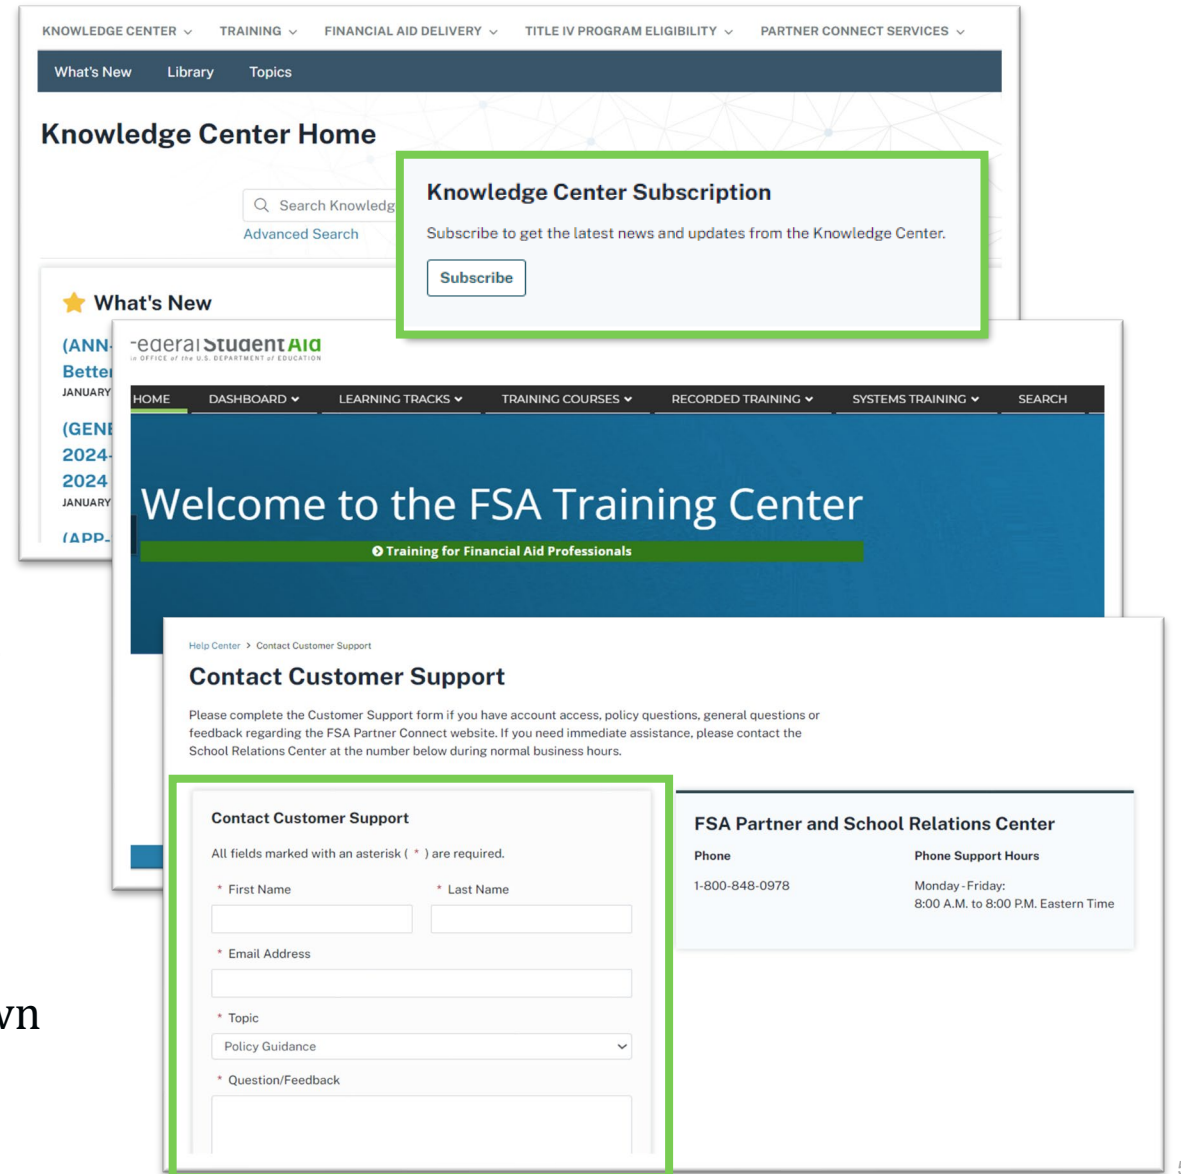 KNOWLEDGE CENTER TRAINING FINANCIAL AID DELIVERY TITLE IV PROGRAM ELIGIBILITY PARTNER CONNECT SERVICES
What's New Library Topics
Knowledge Center Home
Search Knowledg
Advanced Search
Knowledge Center Subscription
Subscribe to get the latest news and updates from the Knowledge Center.
Subscribe
What's New
(ANN-
Better
JANUARY
(GENE
2024-
2024
JANUARY
(APP-
Federal Student Aid
OFFICE of the U.S. DEPARTMENT of EDUCATION
HOME DASHBOARD LEARNING TRACKS TRAINING COURSES RECORDED TRAINING SYSTEMS TRAINING SEARCH
Welcome to the FSA Training Center
Training for Financial Aid Professionals
Help Center > Contact Customer Support
Contact Customer Support
Please complete the Customer Support form if you have account access, policy questions, general questions or
feedback regarding the FSA Partner Connect website. If you need immediate assistance, please contact the
School Relations Center at the number below during normal business hours.
Contact Customer Support
All fields marked with an asterisk ( * ) are required.
* First Name * Last Name
* Email Address
* Topic
Policy Guidance
* Question/Feedback
FSA Partner and School Relations Center
Phone Phone Support Hours
1-800-848-0978 Monday - Friday:
8:00 A.M. to 8:00 P.M. Eastern Time
wn